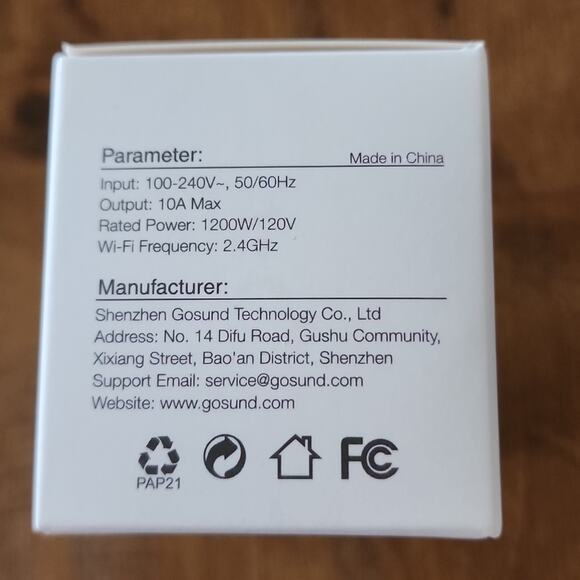 Parameter: Made in China
Input: 100-240V~, 50/60Hz
Output: 10A Max
Rated Power: 1200W/120V
Wi-Fi Frequency: 2.4GHz
Manufacturer:
Shenzhen Gosund Technology Co., Ltd
Address: No. 14 Difu Road, Gushu Community,
Xixiang Street, Bao'an District, Shenzhen
Support Email: service@gosund.com
Website: www.gosund.com
FC
PAP21